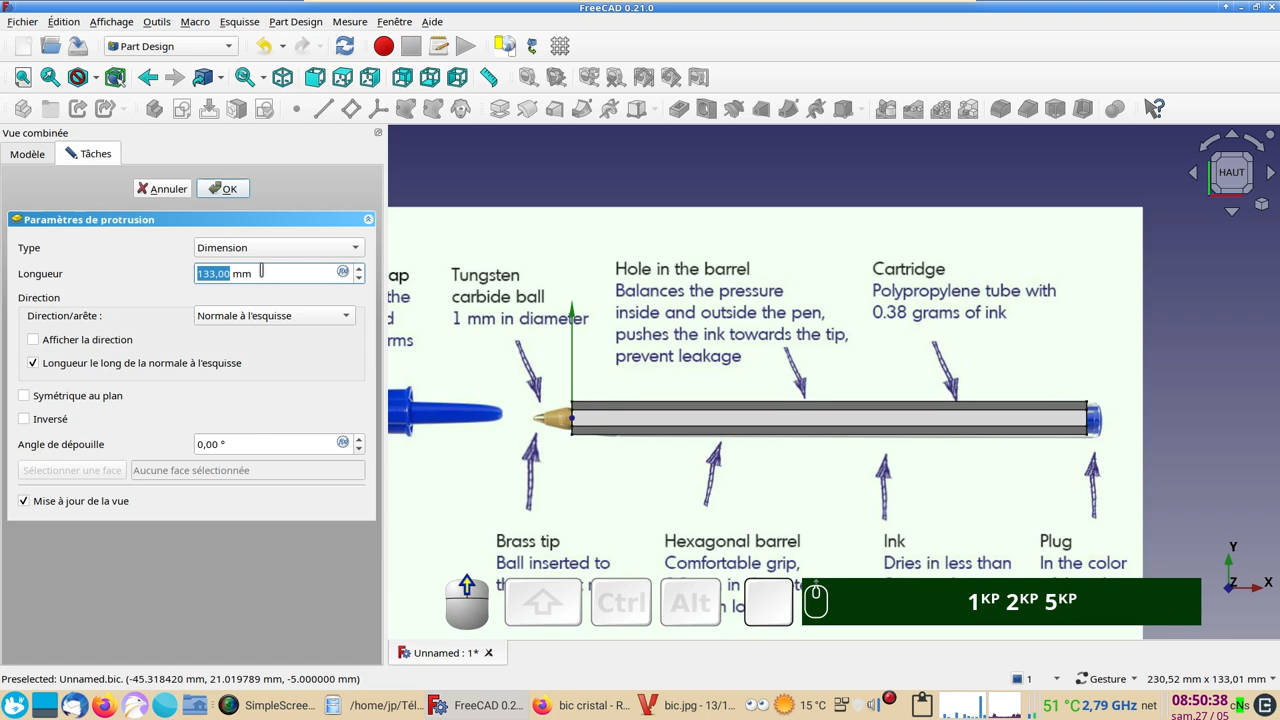 FreeCAD 0.21.0
Fichier Édition Affichage Outils Macro Esquisse Part Design Mesure Fenêtre Aide
Part Design
Vue combinée
Modèle Tâches
Annuler OK
Paramètres de protrusion
Type Dimension
Longueur 133,00 mm
Direction
Direction/arête : Normale à l'esquisse
Afficher la direction
Longueur le long de la normale à l'esquisse
Symétrique au plan
Inversé
Angle de dépouille 0,00 °
Sélectionner une face Aucune face sélectionnée
Mise à jour de la vue
HAUT
ap
the
d
rms
Tungsten
carbide ball
1 mm in diameter
Hole in the barrel
Balances the pressure
inside and outside the pen,
pushes the ink towards the tip,
prevent leakage
Cartridge
Polypropylene tube with
0.38 grams of ink
Brass tip
Ball inserted to
Hexagonal barrel
Comfortable grip,
Ink
Dries in less than
Plug
In the color
Y
Z X
Ctrl Alt
1KP 2KP 5KP
Unnamed : 1*
Preselected: Unnamed.bic. (-45.318420 mm, 21.019789 mm, -5.000000 mm)
1 Gesture 230,52 mm x 133,01 mm
SimpleScree...
/home/jp/Tél...
FreeCAD 0.2...
bic cristal - R...
bic.jpg - 13/1...
15 °C
51 °C 2,79 GHz net
08:50:38
sam.27 / 05